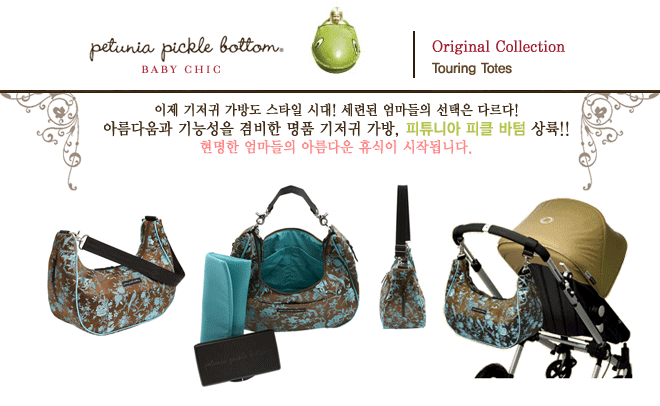 petunia pickle bottom®
BABY CHIC
Original Collection
Touring Totes
이제 기저귀 가방도 스타일 시대! 세련된 엄마들의 선택은 다르다!
아름다움과 기능성을 겸비한 명품 기저귀 가방, 피튜니아 피클 바텀 상륙!!
현명한 엄마들의 아름다운 휴식이 시작됩니다.
petunia pickle bottom